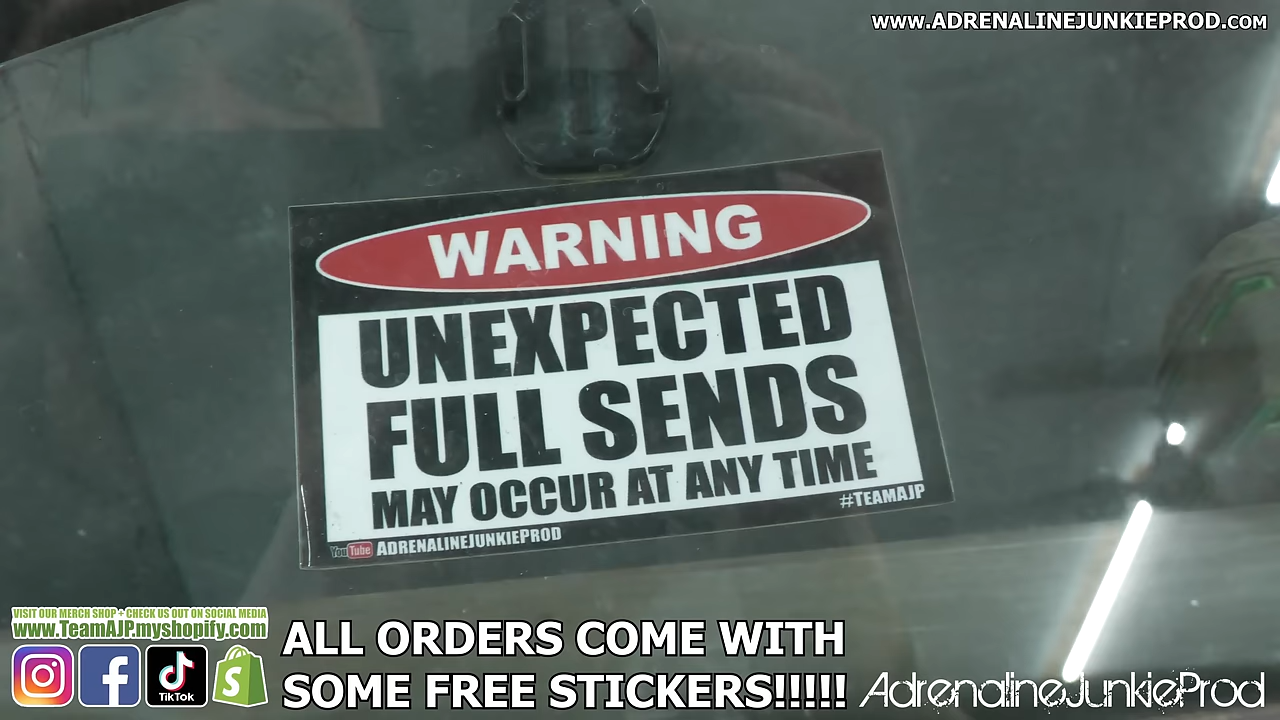 www.ADRENALINEJUNKIEPROD.com
WARNING
UNEXPECTED
FULL SENDS
MAY OCCUR AT ANY TIME
#TEAMAJP
YouTube ADRENALINEJUNKIEPROD
VISIT OUR MERCH SHOP + CHECK US OUT ON SOCIAL MEDIA
www.TeamAJP.myshopify.com
TikTok
ALL ORDERS COME WITH
SOME FREE STICKERS!!!!!
AdrenalineJunkieProd